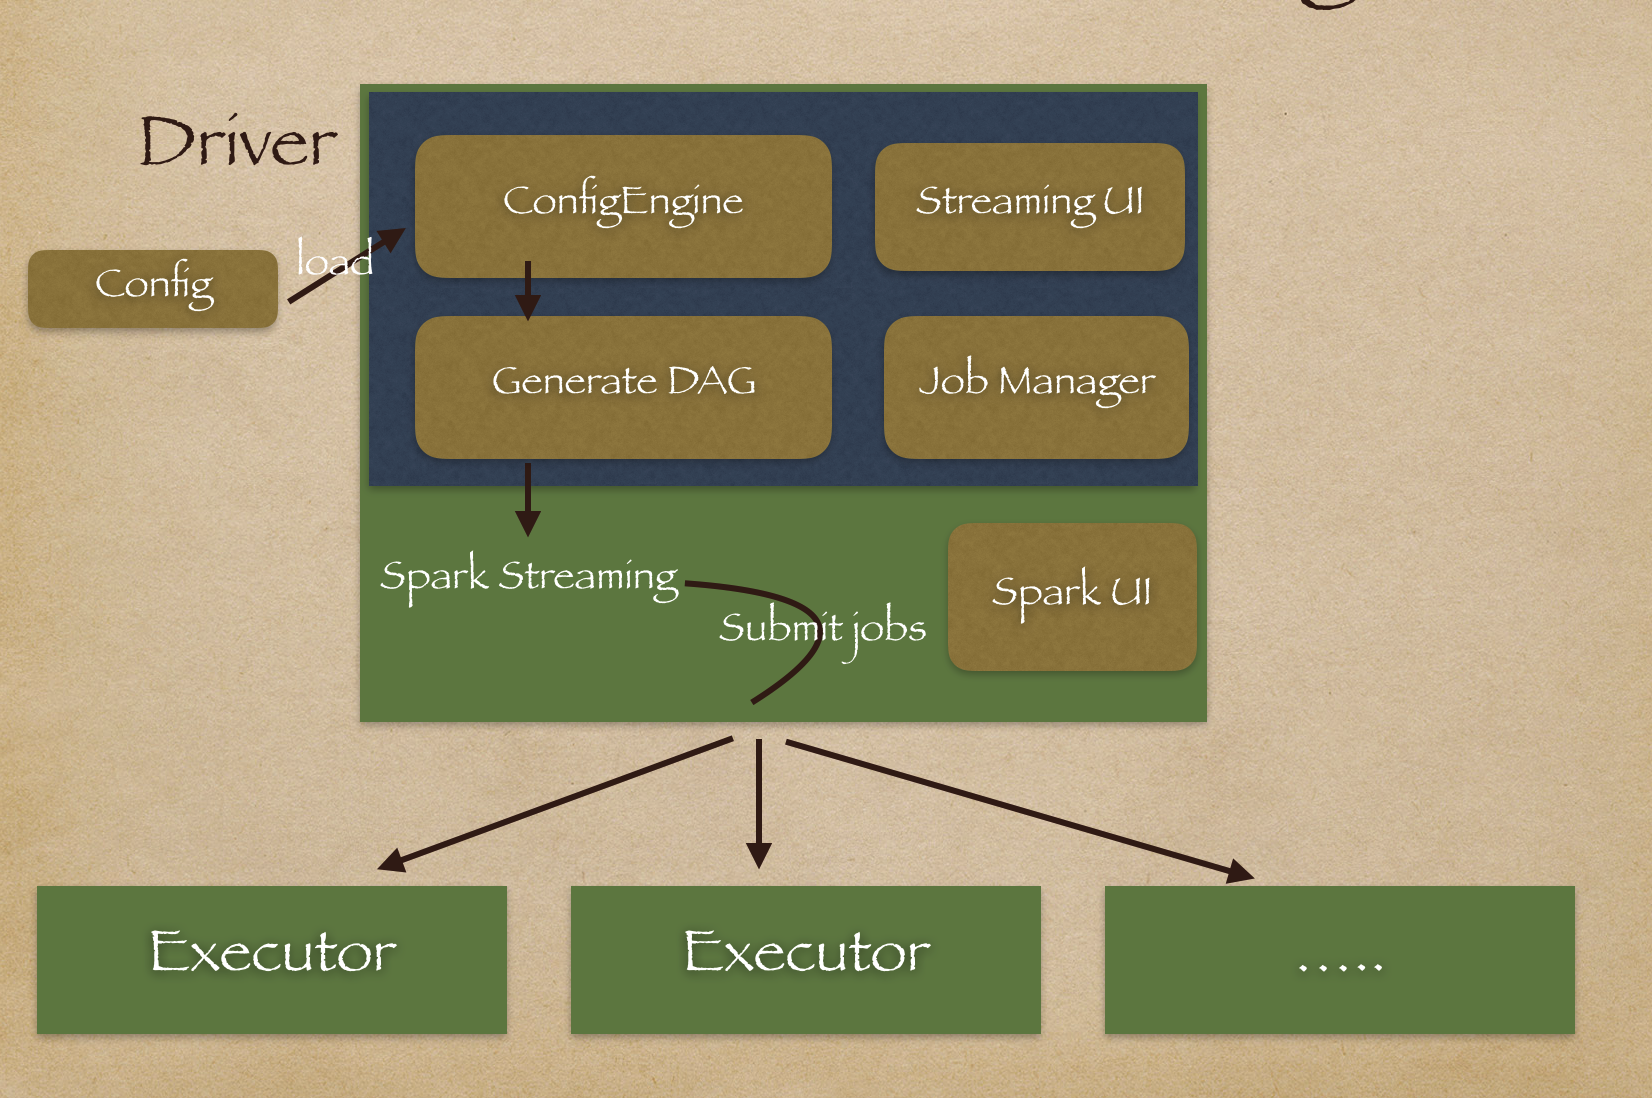 Driver
ConfigEngine
Streaming UI
load
Config
Generate DAG
Job Manager
Spark Streaming
Spark UI
Submit jobs
Executor
Executor
.....